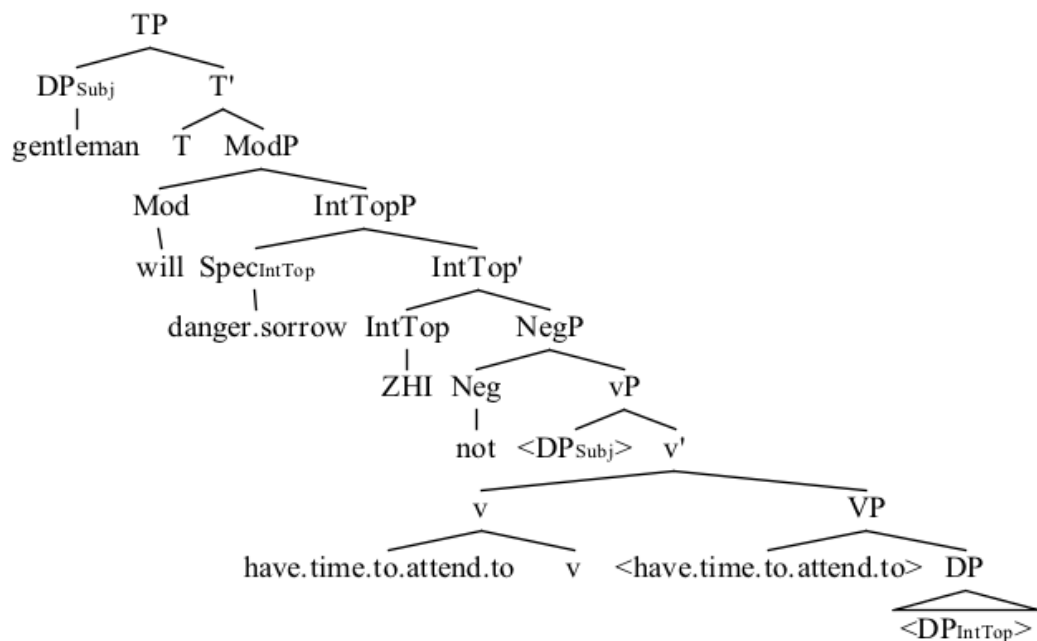 TP
DPSubj T'
gentleman T ModP
Mod IntTopP
will SpecIntTop IntTop'
danger.sorrow IntTop NegP
ZHI Neg vP
not <DPSubj> v'
v VP
have.time.to.attend.to v <have.time.to.attend.to> DP
<DPIntTop>